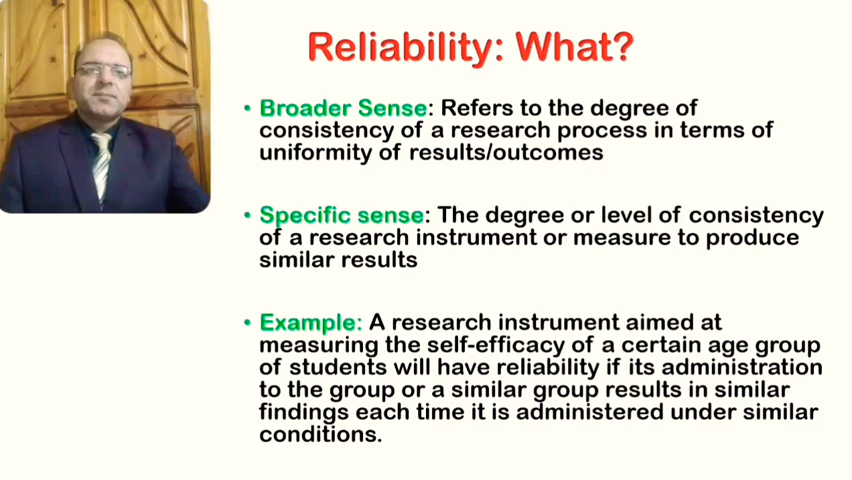 Reliability: What?
• Broader Sense: Refers to the degree of
consistency of a research process in terms of
uniformity of results/outcomes
• Specific sense: The degree or level of consistency
of a research instrument or measure to produce
similar results
• Example: A research instrument aimed at
measuring the self-efficacy of a certain age group
of students will have reliability if its administration
to the group or a similar group results in similar
findings each time it is administered under similar
conditions.